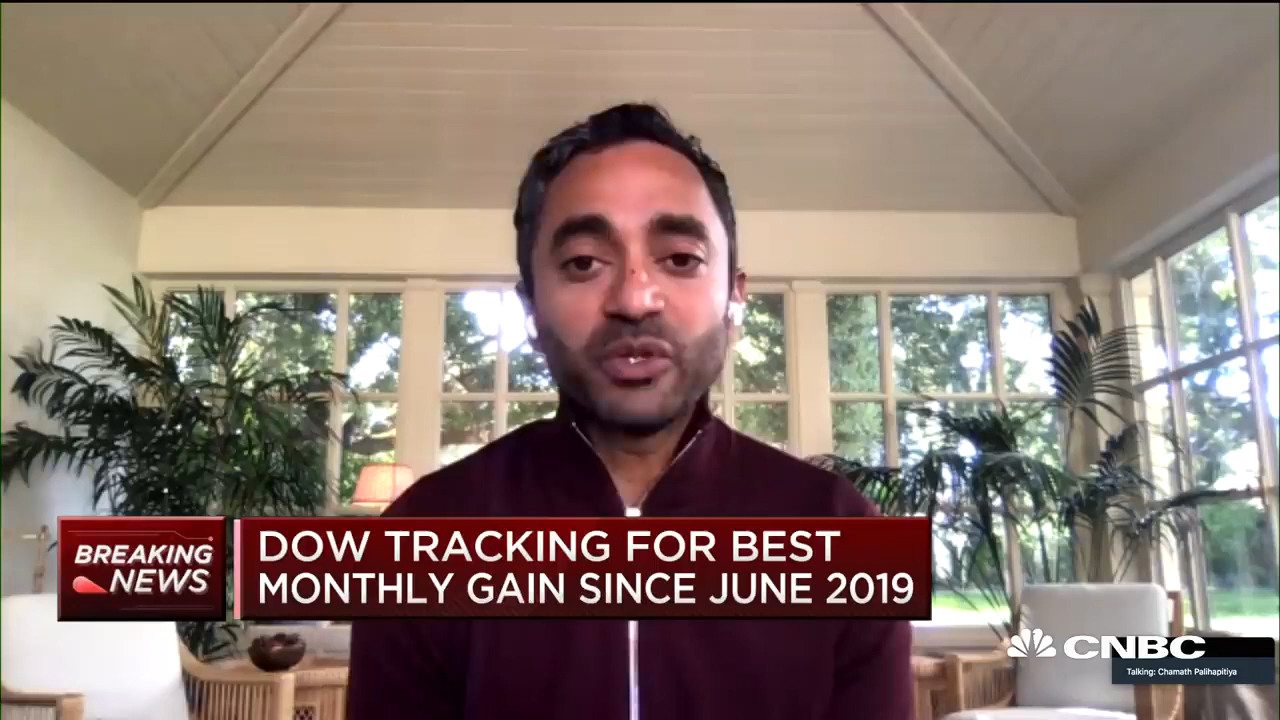 BREAKING
NEWS
DOW TRACKING FOR BEST
MONTHLY GAIN SINCE JUNE 2019
CNBC
Talking: Chamath Palihapitiya